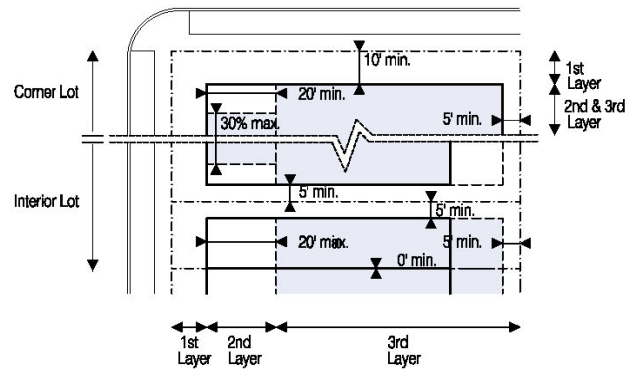 10' min.
1st
Layer
Corner Lot
20' min.
2nd & 3rd
Layer
5' min.
30% max.
Interior Lot
5' min.
5' min.
20' max.
5' min.
0' min.
1st
Layer
2nd
Layer
3rd
Layer